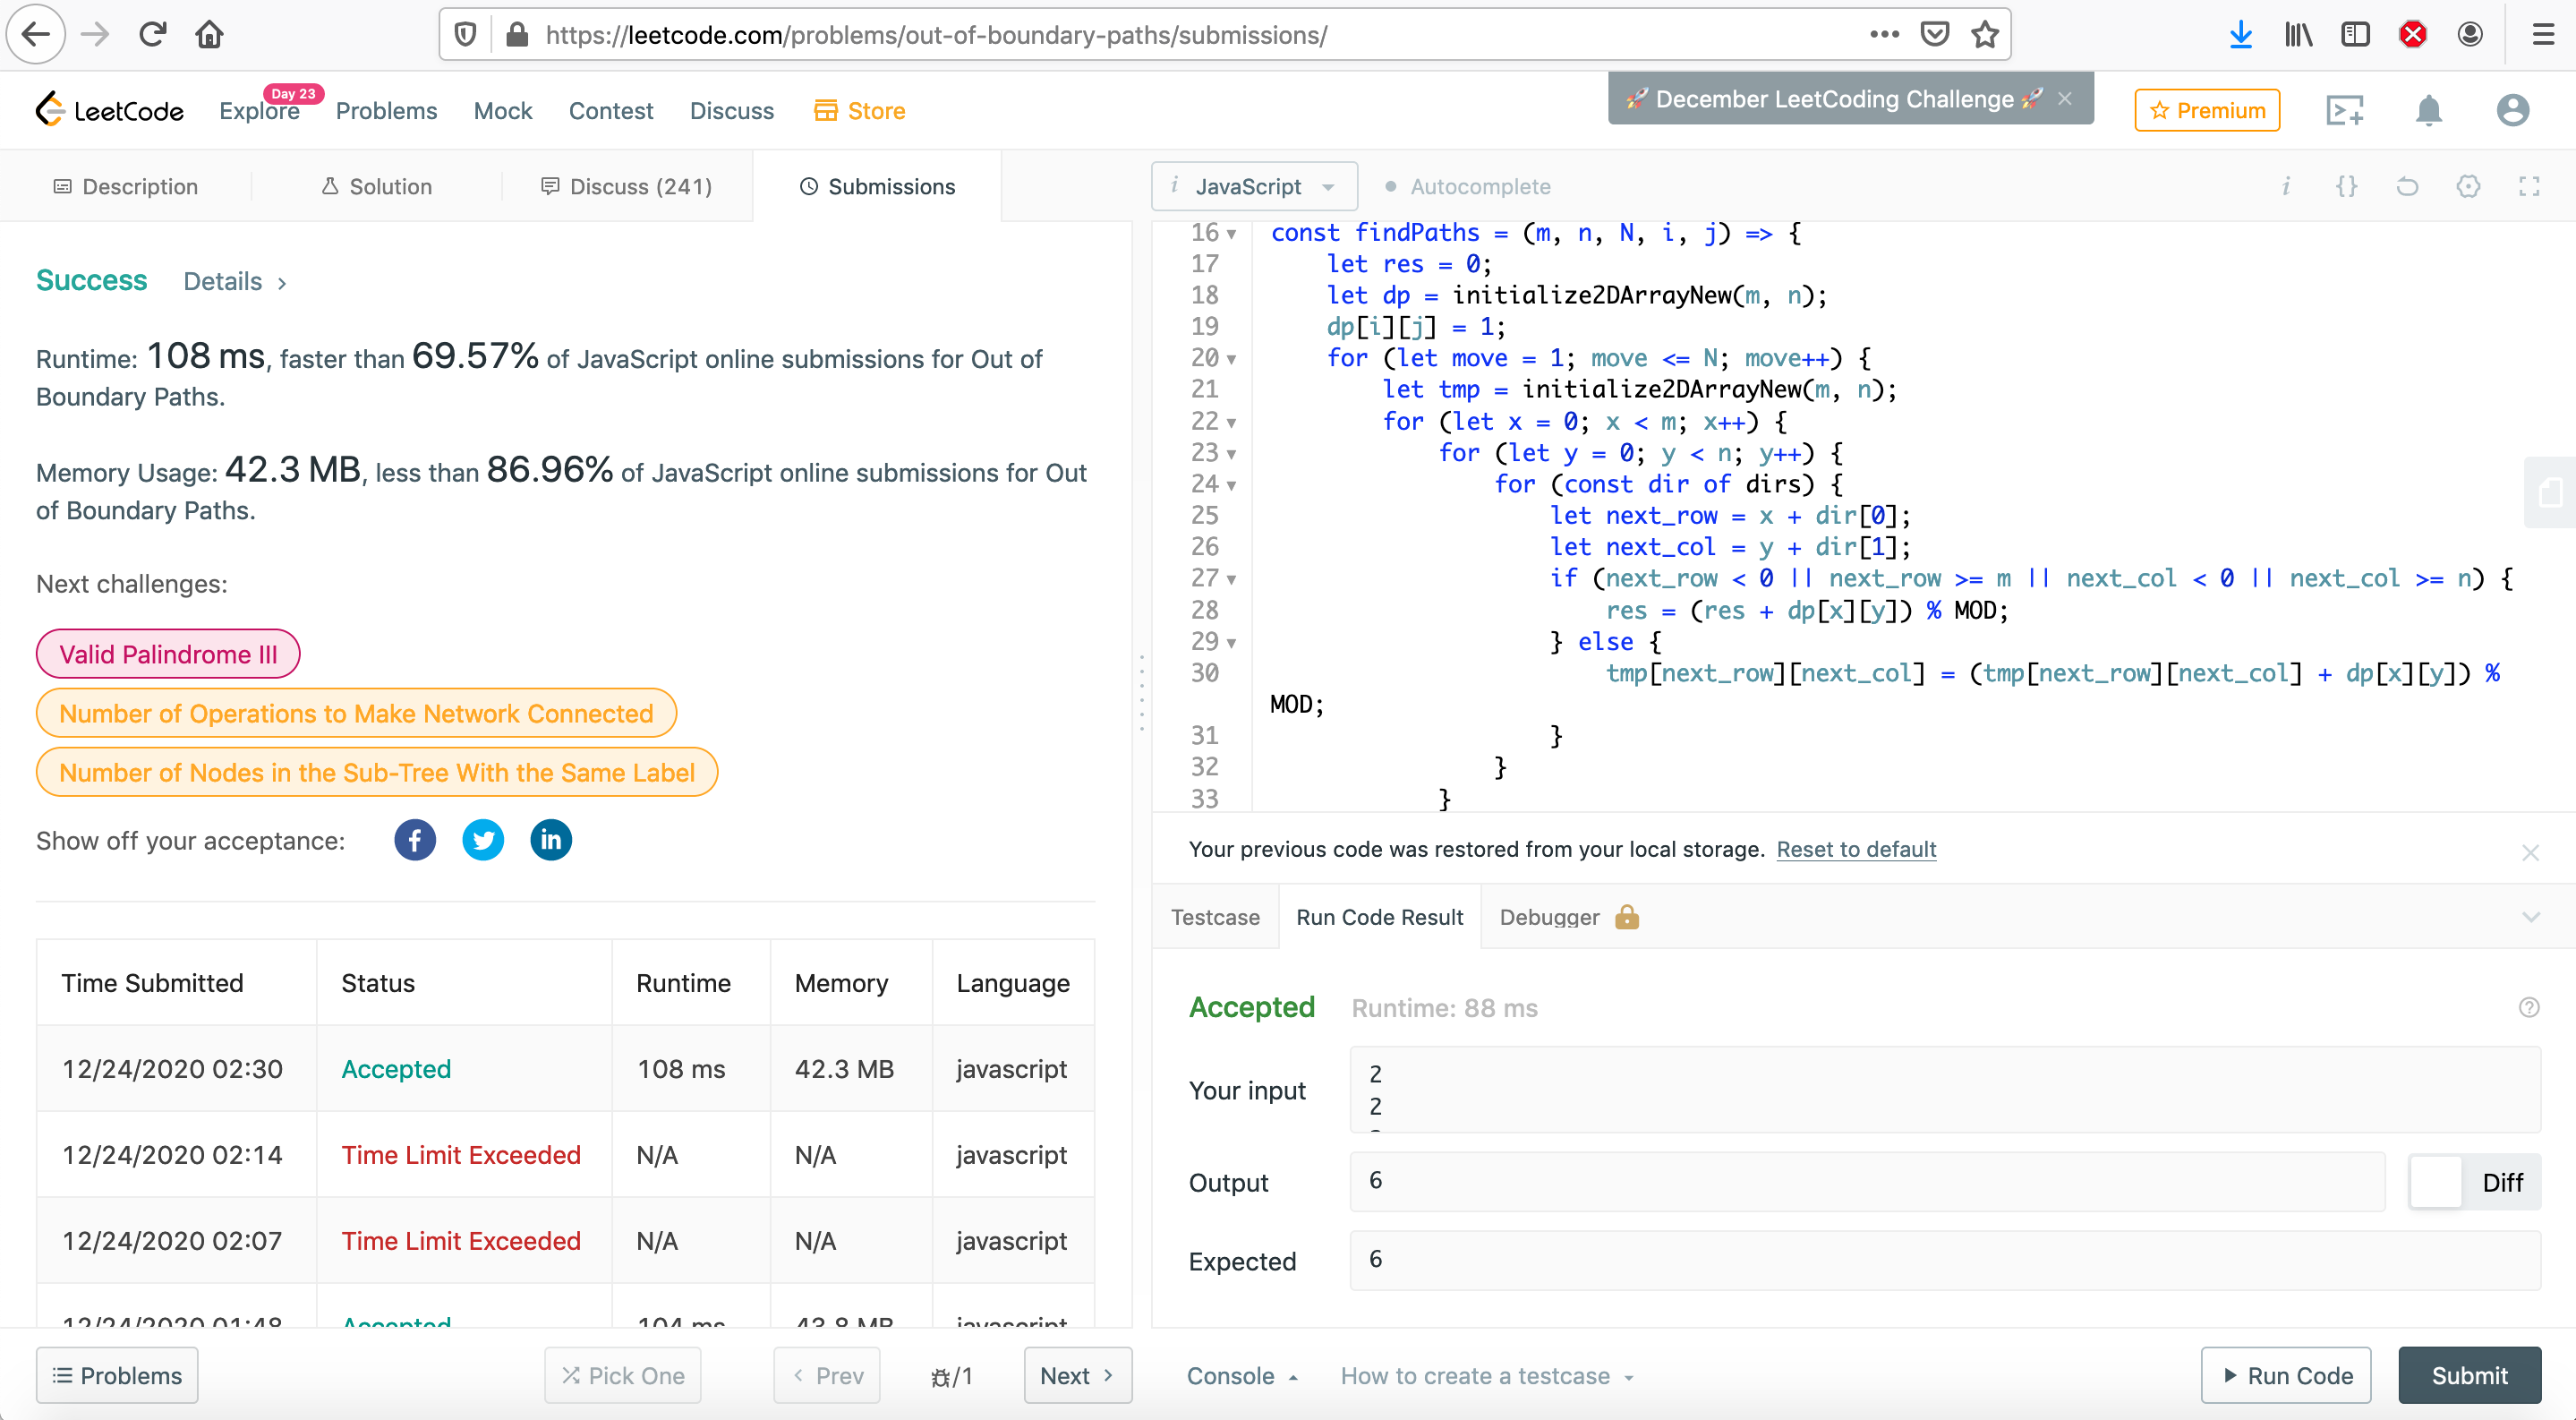 https://leetcode.com/problems/out-of-boundary-paths/submissions/
LeetCode
Explore
Day 23
Problems
Mock
Contest
Discuss
Store
🚀 December LeetCoding Challenge 🚀
Premium
Description
Solution
Discuss (241)
Submissions
Success
Details
Runtime: 108 ms, faster than 69.57% of JavaScript online submissions for Out of
Boundary Paths.
Memory Usage: 42.3 MB, less than 86.96% of JavaScript online submissions for Out
of Boundary Paths.
Next challenges:
Valid Palindrome III
Number of Operations to Make Network Connected
Number of Nodes in the Sub-Tree With the Same Label
Show off your acceptance:
Time Submitted Status Runtime Memory Language
12/24/2020 02:30 Accepted 108 ms 42.3 MB javascript
12/24/2020 02:14 Time Limit Exceeded N/A N/A javascript
12/24/2020 02:07 Time Limit Exceeded N/A N/A javascript
12/24/2020 01:48 Accepted 104 ms 43.8 MB javascript
Problems
Pick One
Prev
/1
Next
i JavaScript
Autocomplete
i {}
16 const findPaths = (m, n, N, i, j) => {
17 let res = 0;
18 let dp = initialize2DArrayNew(m, n);
19 dp[i][j] = 1;
20 for (let move = 1; move <= N; move++) {
21 let tmp = initialize2DArrayNew(m, n);
22 for (let x = 0; x < m; x++) {
23 for (let y = 0; y < n; y++) {
24 for (const dir of dirs) {
25 let next_row = x + dir[0];
26 let next_col = y + dir[1];
27 if (next_row < 0 || next_row >= m || next_col < 0 || next_col >= n) {
28 res = (res + dp[x][y]) % MOD;
29 } else {
30 tmp[next_row][next_col] = (tmp[next_row][next_col] + dp[x][y]) %
MOD;
31 }
32 }
33 }
Your previous code was restored from your local storage. Reset to default
Testcase
Run Code Result
Debugger
Accepted Runtime: 88 ms
Your input
2
2
Output
6
Diff
Expected
6
Console
How to create a testcase
Run Code
Submit